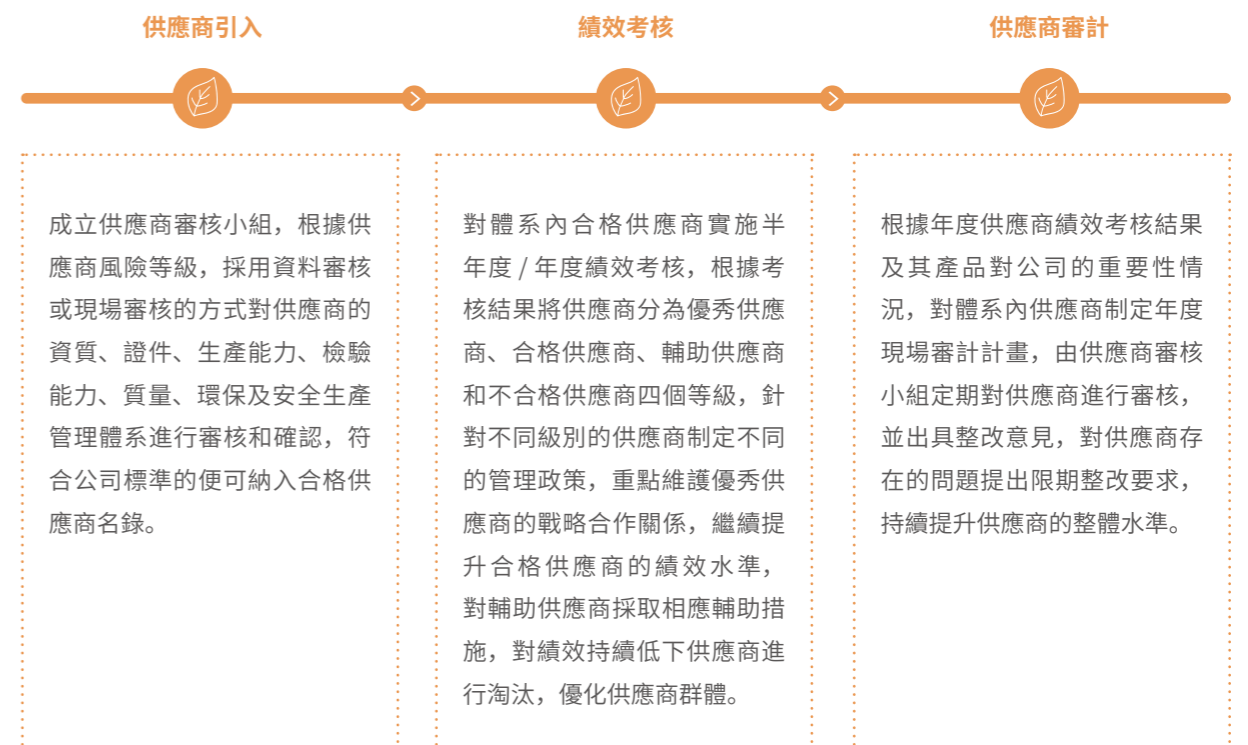 供應商引入
成立供應商審核小組，根據供
應商風險等級，採用資料審核
或現場審核的方式對供應商的
資質、證件、生產能力、檢驗
能力、質量、環保及安全生產
管理體系進行審核和確認，符
合公司標準的便可納入合格供
應商名錄。
績效考核
對體系內合格供應商實施半
年度 / 年度績效考核，根據考
核結果將供應商分為優秀供應
商、合格供應商、輔助供應商
和不合格供應商四個等級，針
對不同級別的供應商制定不同
的管理政策，重點維護優秀供
應商的戰略合作關係，繼續提
升合格供應商的績效水準，
對輔助供應商採取相應輔助措
施，對績效持續低下供應商進
行淘汰，優化供應商群體。
供應商審計
根據年度供應商績效考核結果
及其產品對公司的重要性情
況，對體系內供應商制定年度
現場審計計畫，由供應商審核
小組定期對供應商進行審核，
並出具整改意見，對供應商存
在的問題提出限期整改要求，
持續提升供應商的整體水準。